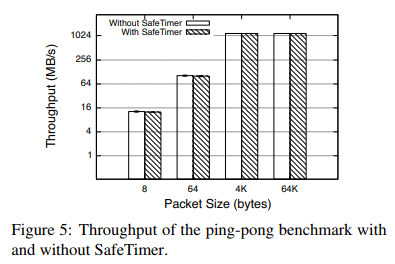 Without SafeTimer
With SafeTimer
Throughput (MB/s)
1024
256
64
16
4
1
8 64 4K 64K
Packet Size (bytes)
Figure 5: Throughput of the ping-pong benchmark with
and without SafeTimer.